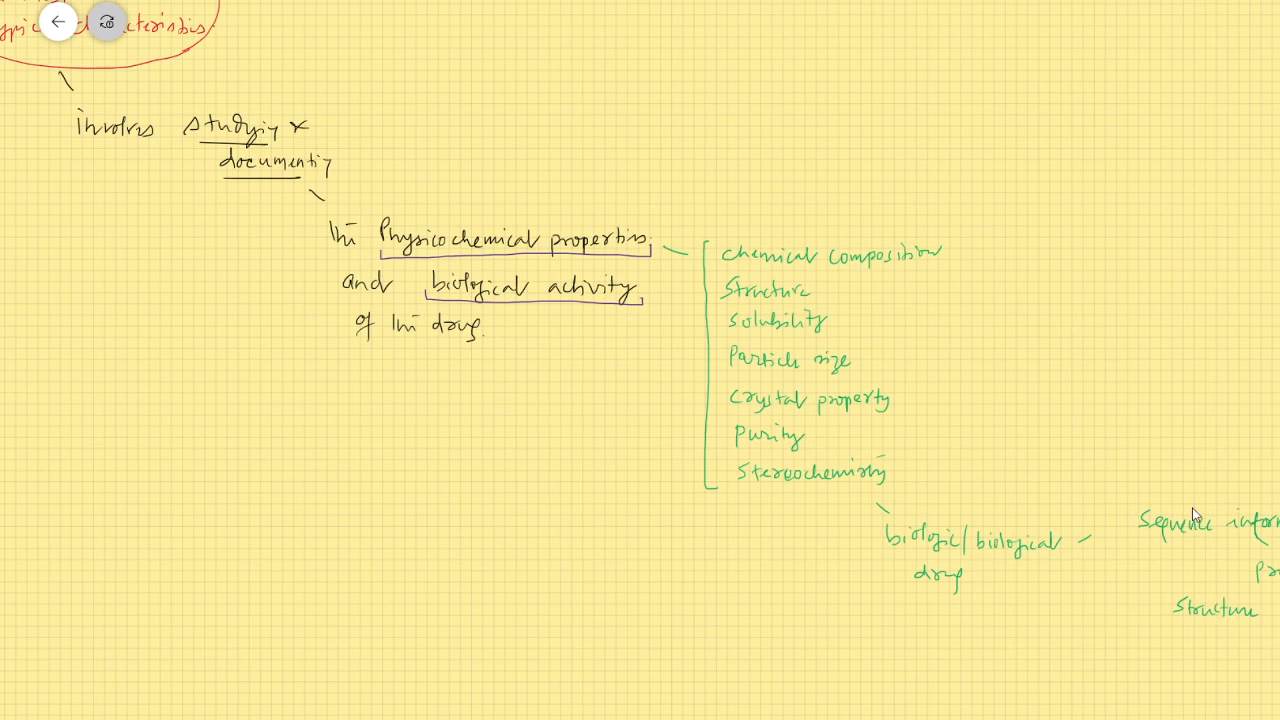 involves studying &
documenting
the Physicochemical properties
and biological activity
of the drug.
Chemical composition
Structure
Solubility
Particle size
Crystal property
Purity
Stereochemistry
biologic/biological
drug
Sequence
Structure